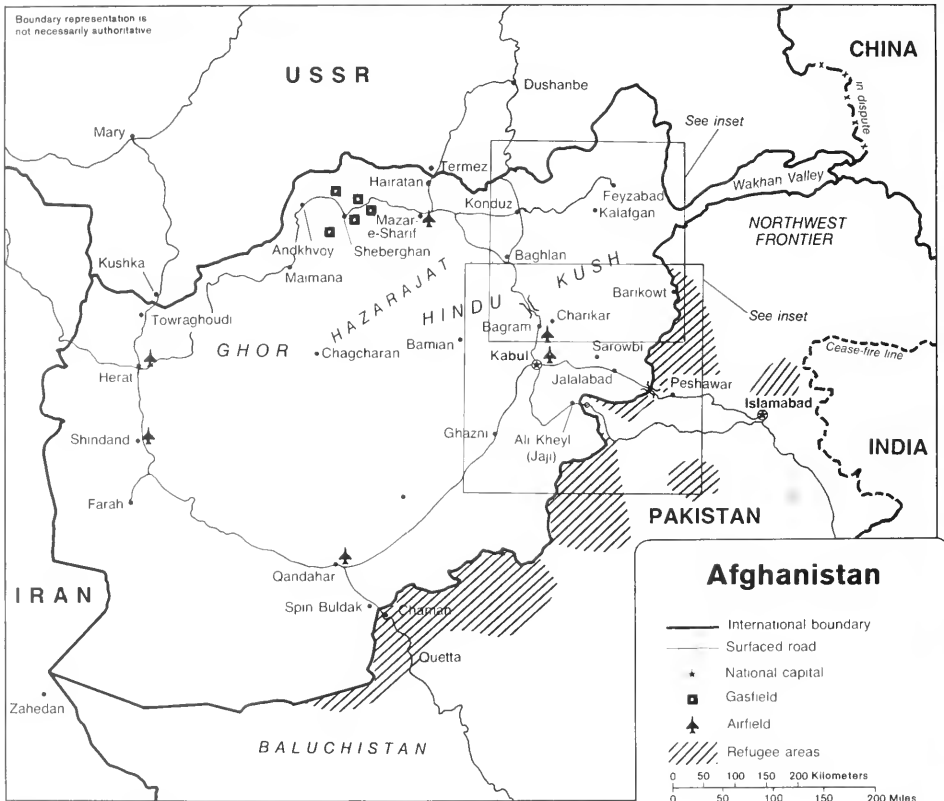 Boundary representation is
not necessarily authoritative
USSR
CHINA
Dushanbe
in dispute
See inset
Mary
Termez
Hairatan
Wakhan Valley
Feyzabad
Konduz
Kalafgan
Mazar-
e-Sharif
NORTHWEST
FRONTIER
Andkhvoy
Sheberghan
Baghlan
Kushka
Maimana
HAZARAJAT
HINDU KUSH
Barikowt
See inset
Towraghoudi
Charikar
Bagram
GHOR
Chagcharan
Bamian
Sarowbi
Cease-fire line
Kabul
Herat
Jalalabad
Peshawar
Islamabad
Ali Kheyl
(Jaji)
Shindand
Ghazni
INDIA
Farah
PAKISTAN
Qandahar
IRAN
Spin Buldak
Chaman
Quetta
Zahedan
BALUCHISTAN
Afghanistan
International boundary
Surfaced road
National capital
Gasfield
Airfield
Refugee areas
0 50 100 150 200 Kilometers
0 50 100 150 200 Miles